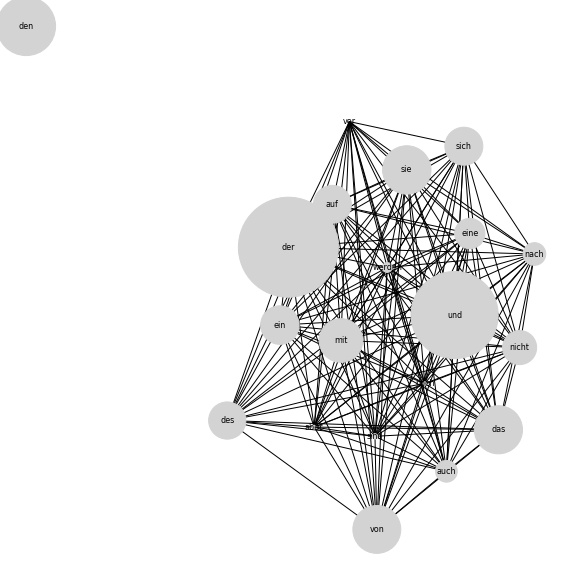 den
vor
sich
sie
auf
eine
der
nach
und
ein
mit
nicht
des
das
auch
von